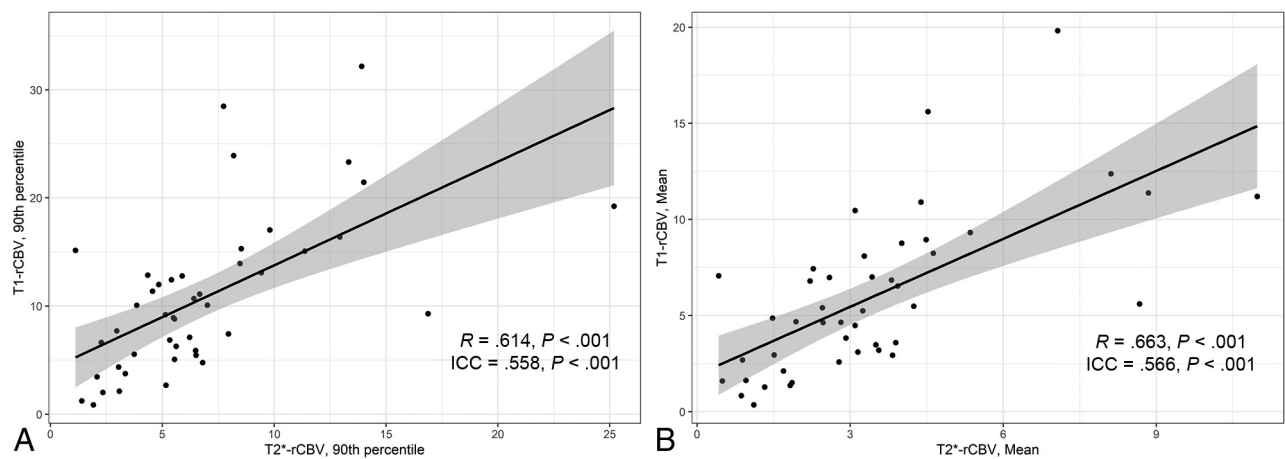 T1-rCBV, 90th percentile
30
20
10
0
R = .614, P < .001
ICC = .558, P < .001
0 5 10 15 20 25
T2*-rCBV, 90th percentile
A
T1-rCBV, Mean
20
15
10
5
0
R = .663, P < .001
ICC = .566, P < .001
0 3 6 9
T2*-rCBV, Mean
B